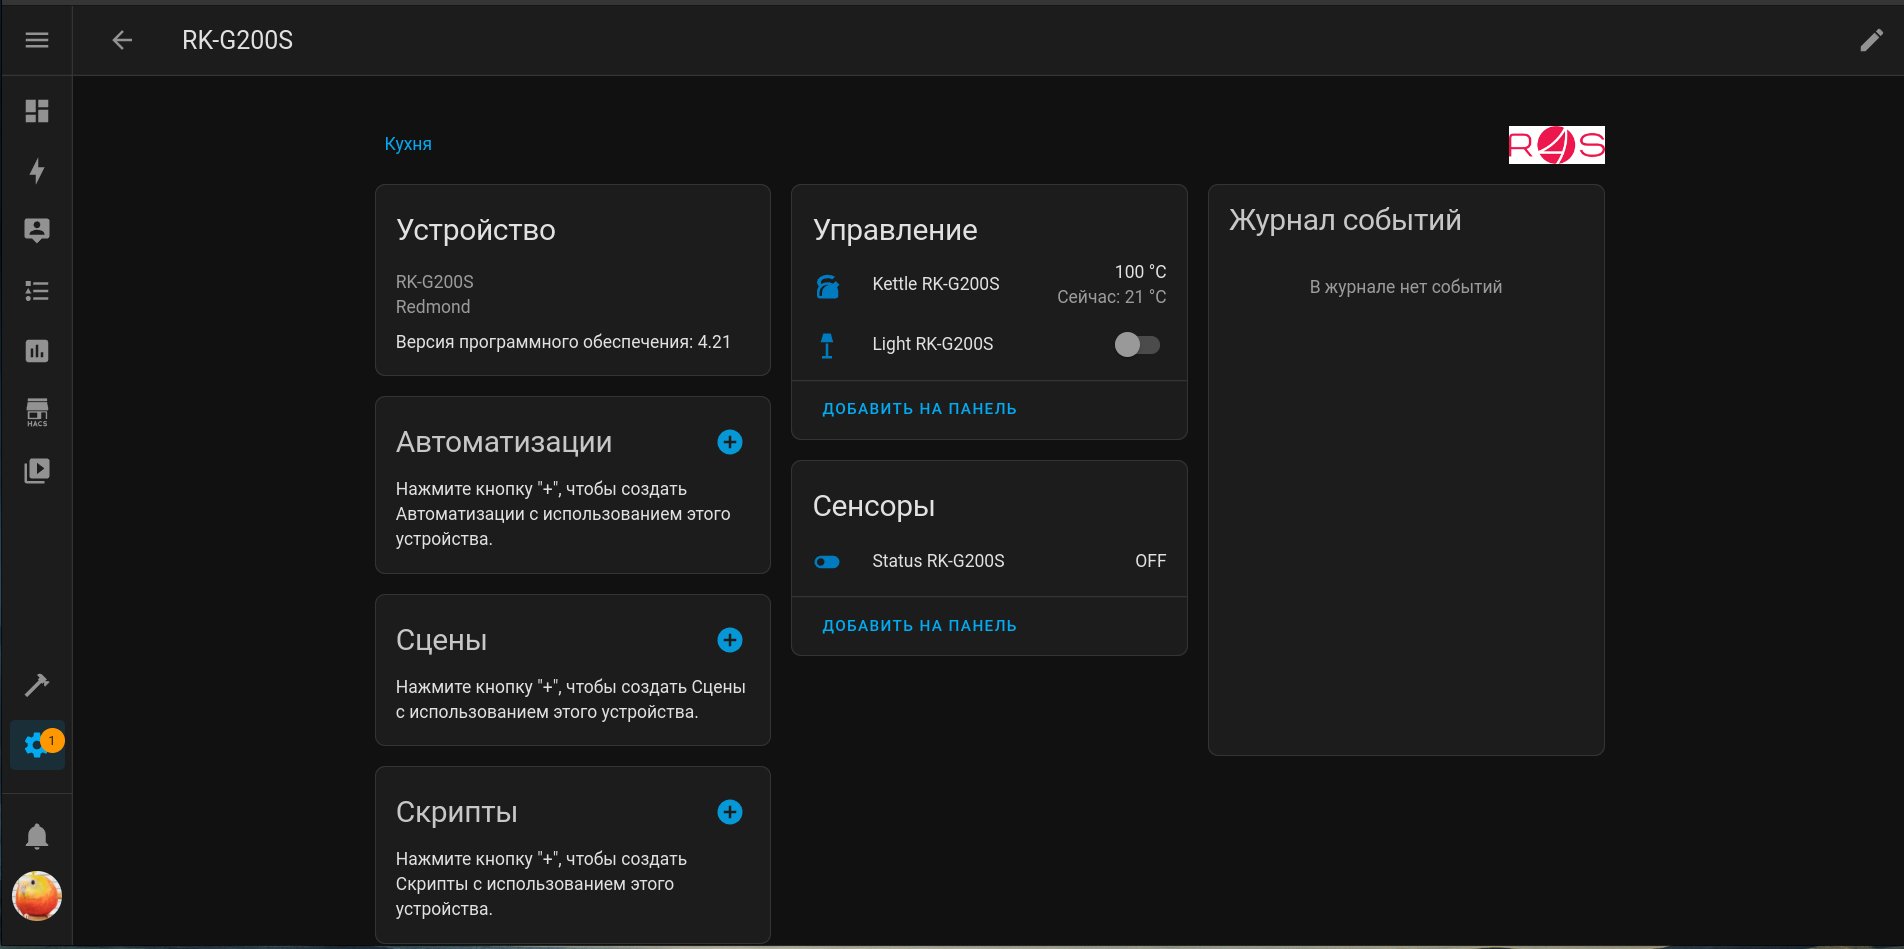 RK-G200S
Кухня
R4S
Устройство
RK-G200S
Redmond
Версия программного обеспечения: 4.21
Автоматизации
Нажмите кнопку "+", чтобы создать
Автоматизации с использованием этого
устройства.
Сцены
Нажмите кнопку "+", чтобы создать Сцены
с использованием этого устройства.
Скрипты
Нажмите кнопку "+", чтобы создать
Скрипты с использованием этого
устройства.
Управление
Kettle RK-G200S
100 °C
Сейчас: 21 °C
Light RK-G200S
ДОБАВИТЬ НА ПАНЕЛЬ
Сенсоры
Status RK-G200S OFF
ДОБАВИТЬ НА ПАНЕЛЬ
Журнал событий
В журнале нет событий
HACS
1